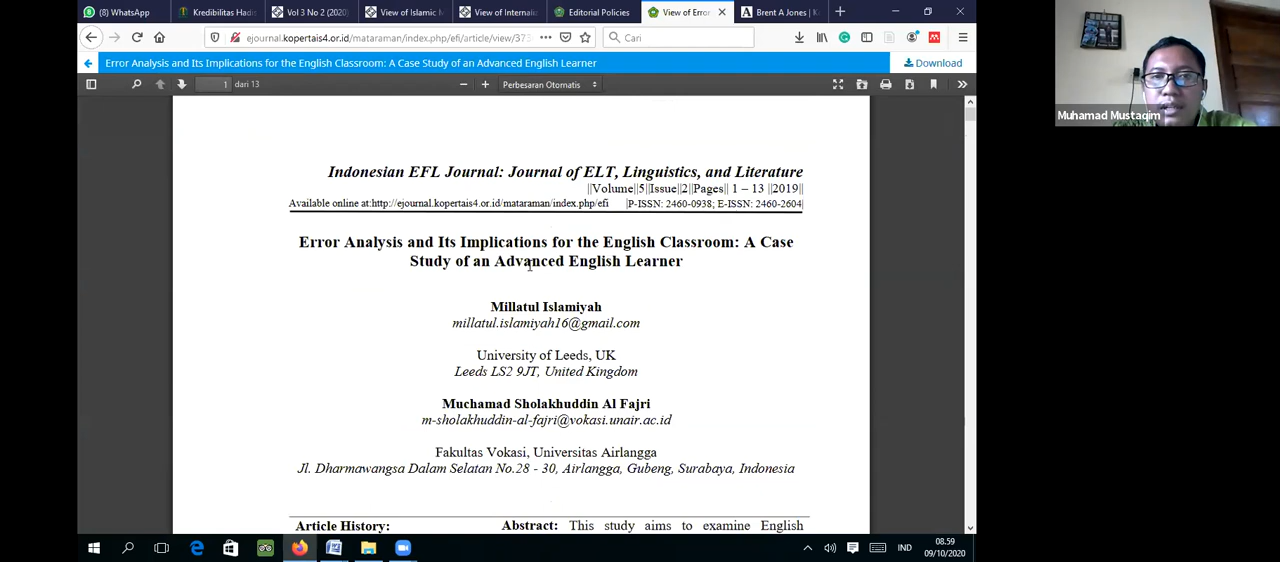 (8) WhatsApp
Kredibilitas Hadis
Vol 3 No 2 (2020)
View of Islamic M
View of Internal
Editorial Policies
View of Error
Brent A Jones | K
ejournal.kopertais4.or.id/mataraman/index.php/efi/article/view/373
Cari
Error Analysis and Its Implications for the English Classroom: A Case Study of an Advanced English Learner
Download
1 dari 13
Perbesaran Otomatis
Indonesian EFL Journal: Journal of ELT, Linguistics, and Literature
||Volume||5||Issue||2||Pages|| 1 – 13 ||2019||
Available online at:http://ejournal.kopertais4.or.id/mataraman/index.php/efi |P-ISSN: 2460-0938; E-ISSN: 2460-2604|
Error Analysis and Its Implications for the English Classroom: A Case
Study of an Advanced English Learner
Millatul Islamiyah
millatul.islamiyah16@gmail.com
University of Leeds, UK
Leeds LS2 9JT, United Kingdom
Muchamad Sholakhuddin Al Fajri
m-sholakhuddin-al-fajri@vokasi.unair.ac.id
Fakultas Vokasi, Universitas Airlangga
Jl. Dharmawangsa Dalam Selatan No.28 - 30, Airlangga, Gubeng, Surabaya, Indonesia
Article History:
Abstract: This study aims to examine English
IND
08.59
09/10/2020
Muhamad Mustaqim